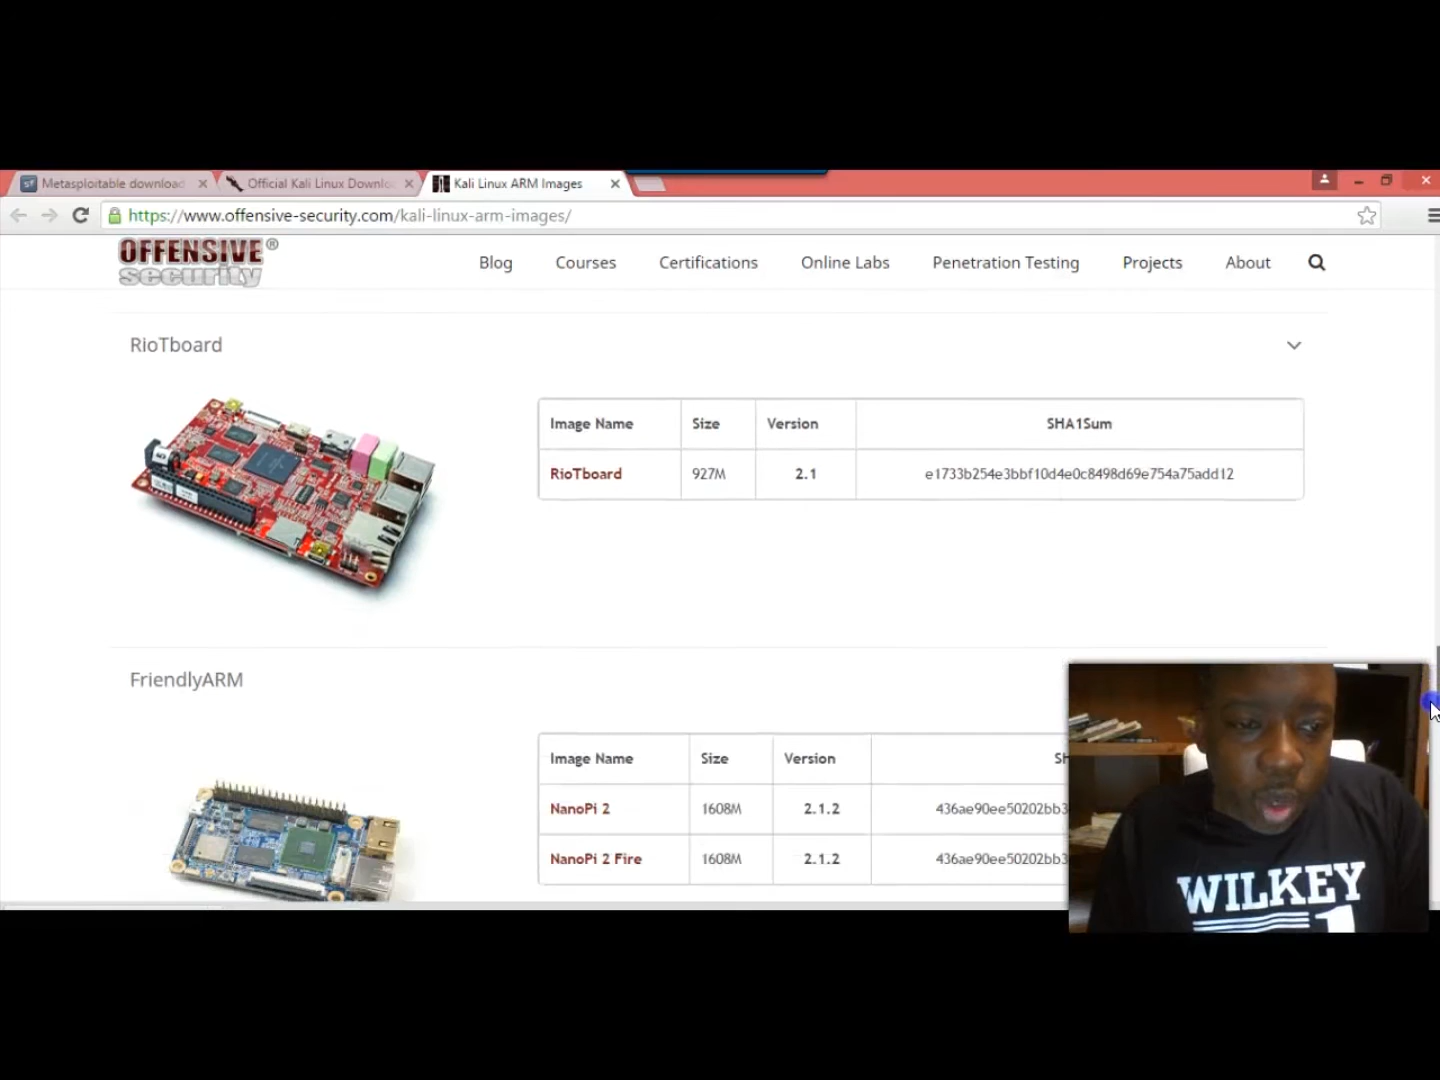 Metasploitable download
Official Kali Linux Downlo
Kali Linux ARM Images
https://www.offensive-security.com/kali-linux-arm-images/
OFFENSIVE®
security
Blog
Courses
Certifications
Online Labs
Penetration Testing
Projects
About
RioTboard
Image Name Size Version SHA1Sum
RioTboard 927M 2.1 e1733b254e3bbf10d4e0c8498d69e754a75add12
FriendlyARM
Image Name Size Version SH
NanoPi 2 1608M 2.1.2 436ae90ee50202bb3
NanoPi 2 Fire 1608M 2.1.2 436ae90ee50202bb3
WILKEY
1